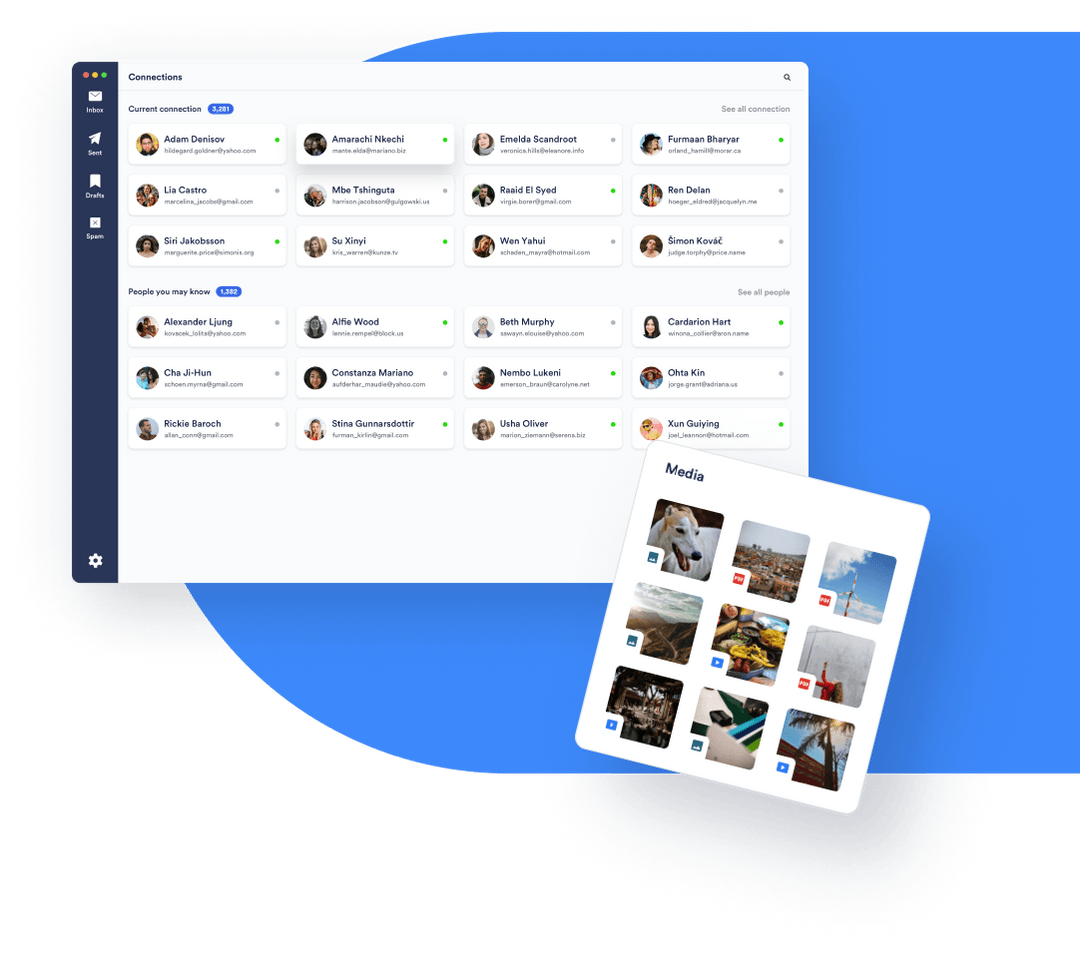 Connections
Inbox
Sent
Drafts
Spam
Current connection 3,281 See all connection
Adam Denisov
hildegard.goldner@yahoo.com
Amarachi Nkechi
mante.elda@mariano.biz
Emelda Scandroot
veronica.hills@eleanore.info
Furmaan Bharyar
orland_hamill@morar.ca
Lia Castro
marcelina_jacobs@gmail.com
Mbe Tshinguta
harrison.jacobson@gulgowski.us
Raaid El Syed
virgie.borer@gmail.com
Ren Delan
hoeger_eldred@jacquelyn.me
Siri Jakobsson
marguerite.price@simonis.org
Su Xinyi
kris_warren@kunze.tv
Wen Yahui
schaden_mayra@hotmail.com
Šimon Kováč
judge.torphy@price.name
People you may know 1,382 See all people
Alexander Ljung
kovacek_lolita@yahoo.com
Alfie Wood
lennie.rempel@block.us
Beth Murphy
sawayn.elouise@yahoo.com
Cardarion Hart
winona_collier@aron.name
Cha Ji-Hun
schoen.myrna@gmail.com
Constanza Mariano
aufderhar_maudie@yahoo.com
Nembo Lukeni
emerson_braun@carolyne.net
Ohta Kin
jorge.grant@adriana.us
Rickie Baroch
allan_conn@gmail.com
Stina Gunnarsdottir
furman_kirlin@gmail.com
Usha Oliver
marion_ziemann@serena.biz
Xun Guiying
joel_leannon@hotmail.com
Media
PDF
PDF
PDF